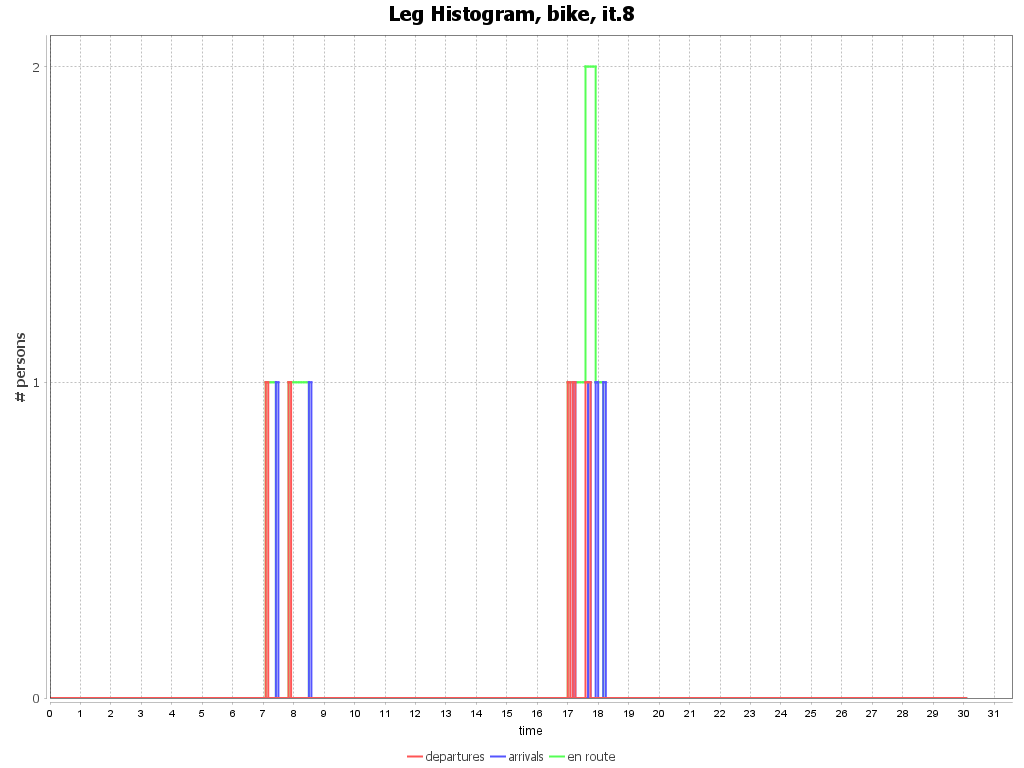 Leg Histogram, bike, it.8
# persons
2
1
0
0 1 2 3 4 5 6 7 8 9 10 11 12 13 14 15 16 17 18 19 20 21 22 23 24 25 26 27 28 29 30 31
time
departures arrivals en route